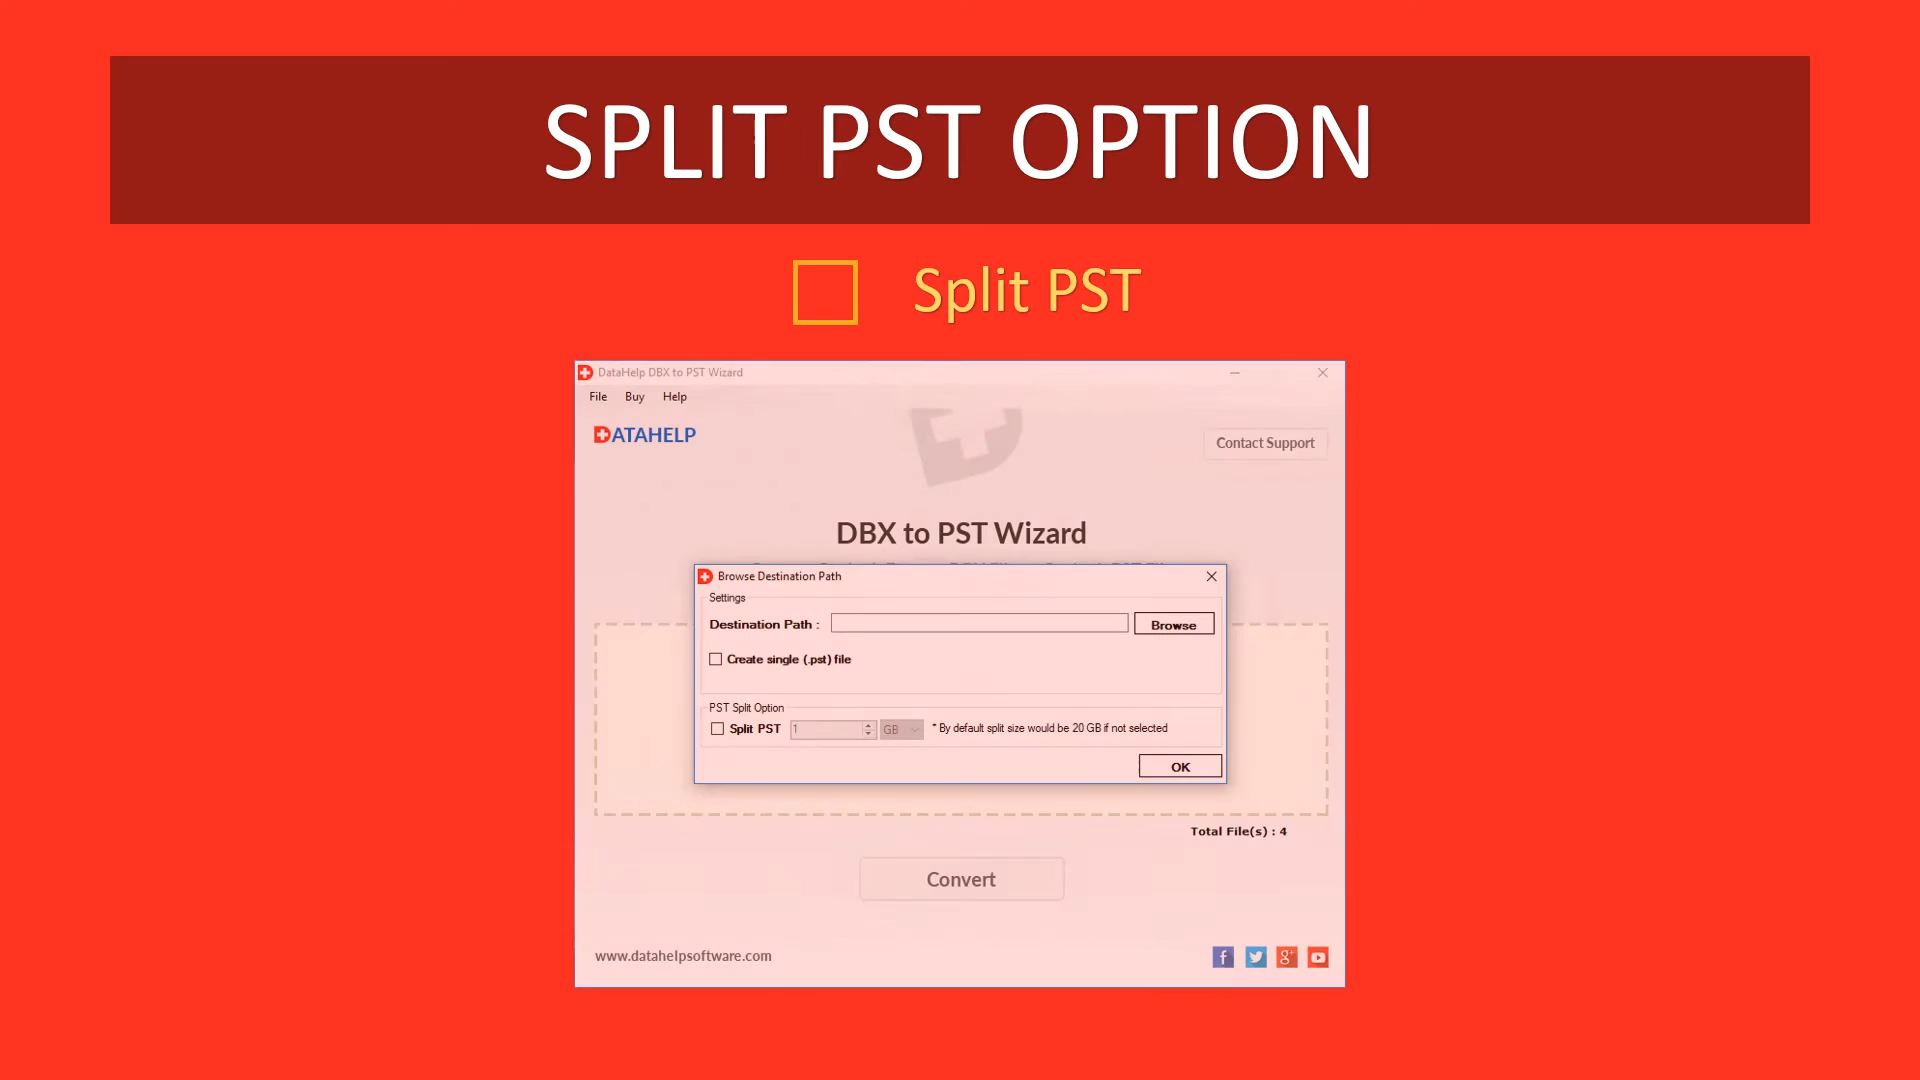 SPLIT PST OPTION
Split PST
DataHelp DBX to PST Wizard
File Buy Help
DATAHELP
Contact Support
DBX to PST Wizard
Browse Destination Path
Settings
Destination Path :
Browse
Create single (.pst) file
PST Split Option
Split PST 1 GB * By default split size would be 20 GB if not selected
OK
Total File(s) : 4
Convert
www.datahelpsoftware.com